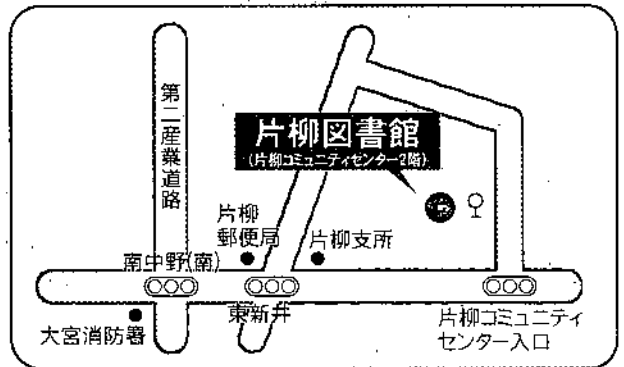 第二産業道路
片柳図書館
(片柳コミュニティセンター2階)
片柳
郵便局
片柳支所
南中野(南)
東新井
大宮消防署
片柳コミュニティ
センター入口